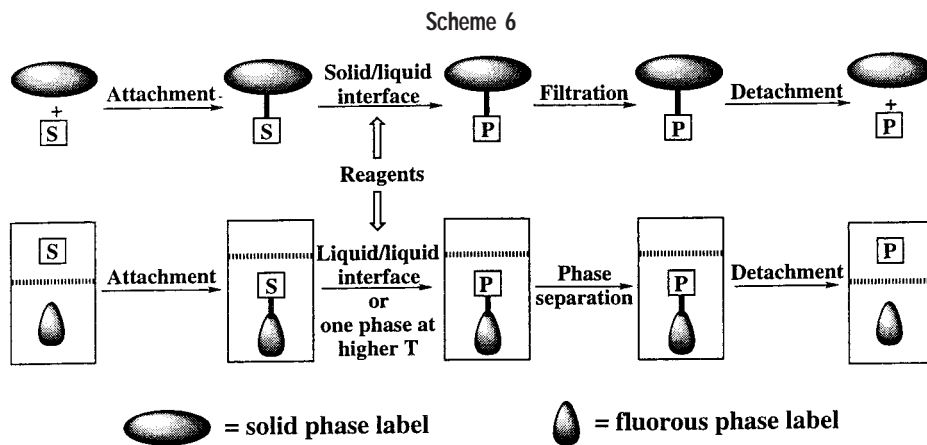 Scheme 6
Solid/liquid
Attachment
interface
Filtration
Detachment
+
S
S
P
P
+
P
Reagents
S
Liquid/liquid
P
Attachment
interface
Phase
Detachment
S
or
P
separation
P
one phase at
higher T
= solid phase label
= fluorous phase label